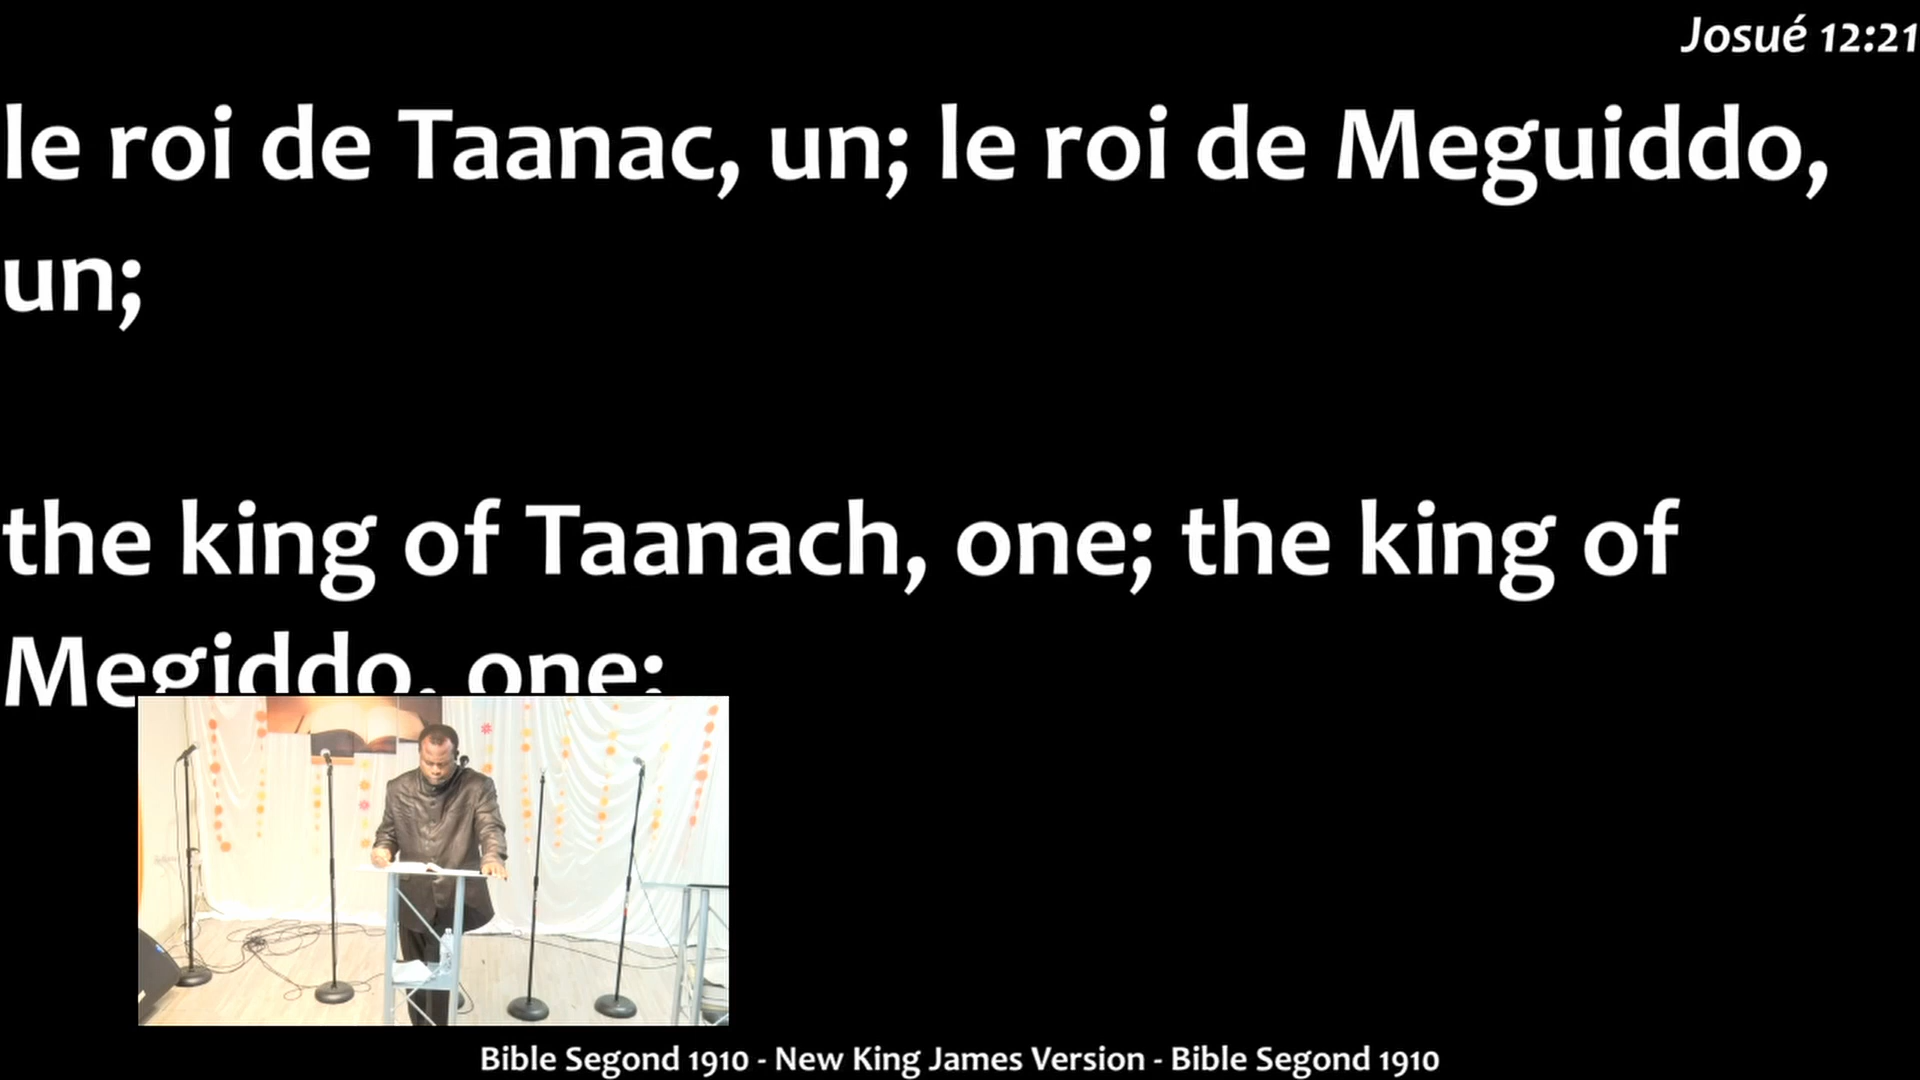 Josué 12:21
le roi de Taanac, un; le roi de Meguiddo,
un;
the king of Taanach, one; the king of
Megiddo, one;
Bible Segond 1910 - New King James Version - Bible Segond 1910